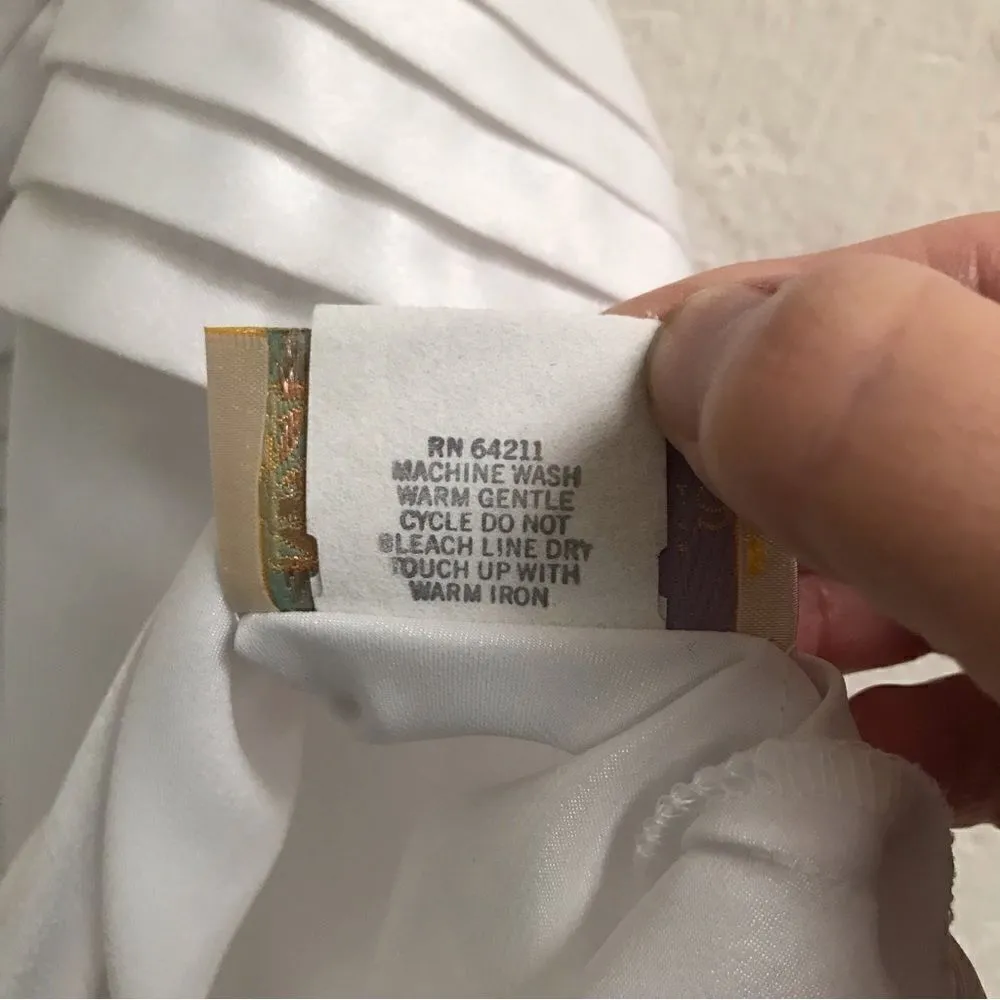 RN 64211
MACHINE WASH
WARM GENTLE
CYCLE DO NOT
BLEACH LINE DRY
TOUCH UP WITH
WARM IRON